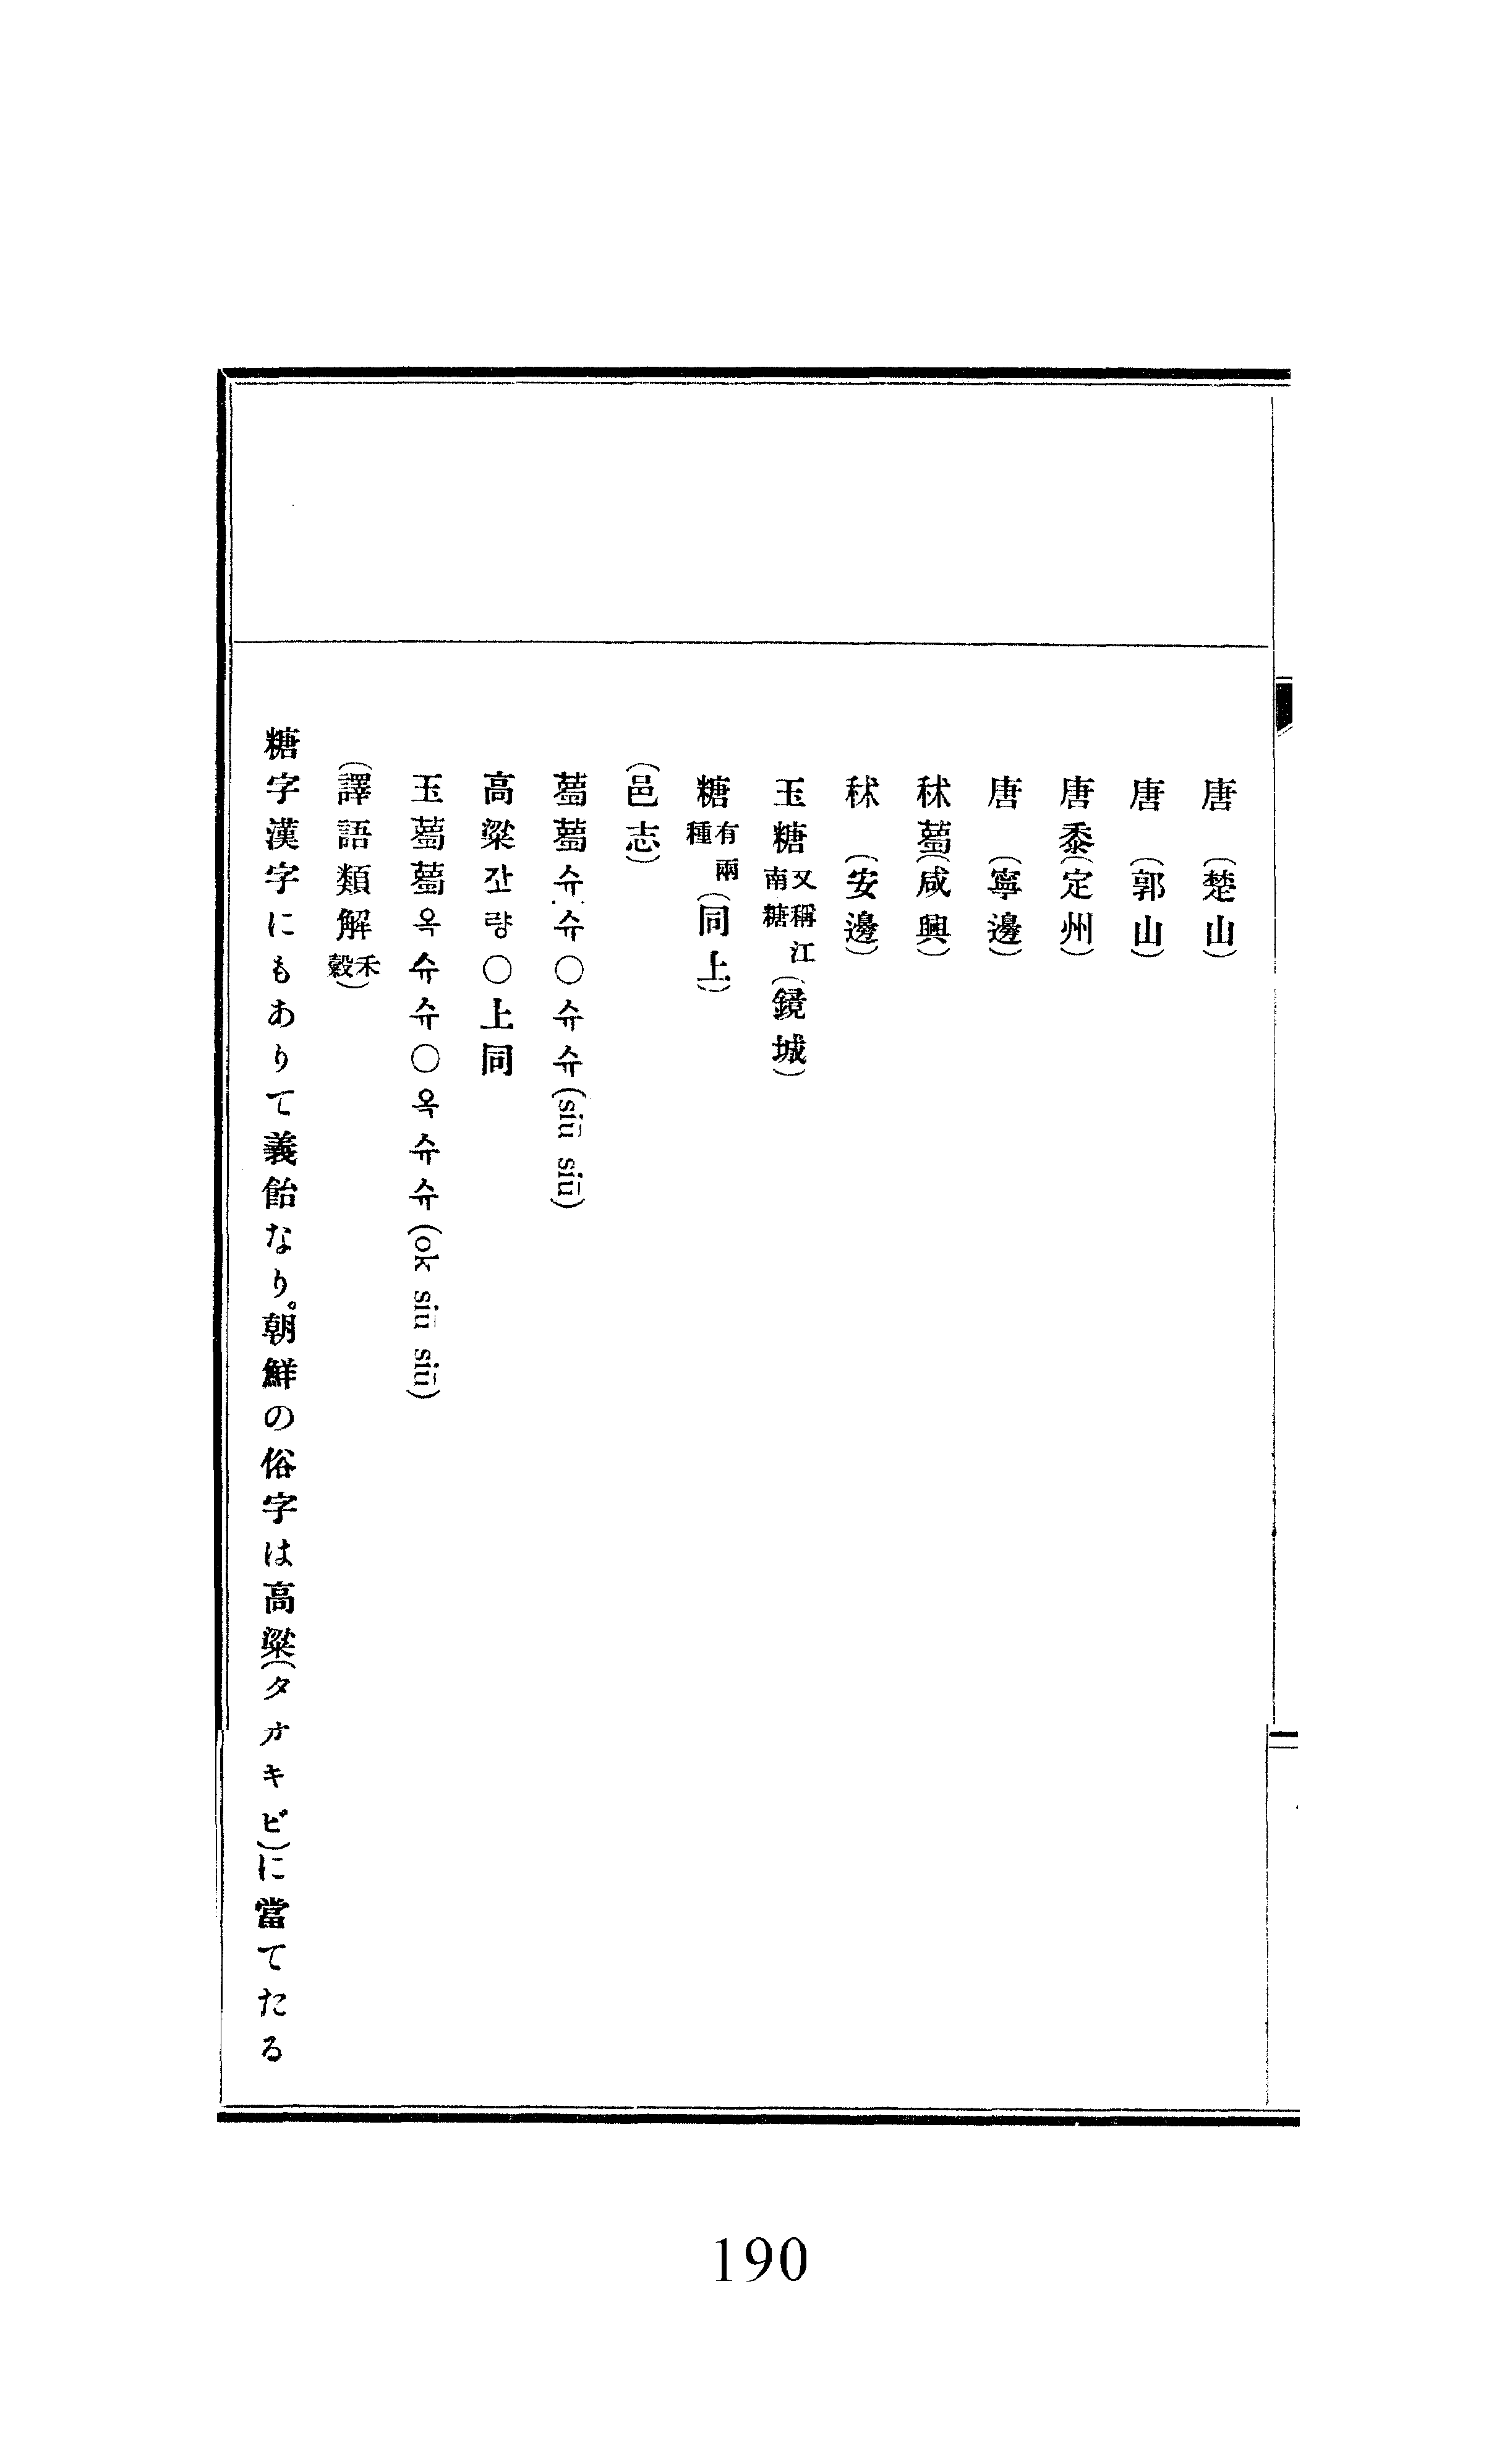 唐 (楚山)
唐 (郭山)
唐黍(定州)
唐 (寧邊)
秫薥(咸興)
秫 (安邊)
玉糖又稱江南糖(鏡城)
糖有兩種(同上)
(邑志)
薥薥슈슈○슈슈(siū siū)
高粱량○上同
玉薥薥옥슈슈○옥슈슈(ok siū siū)
(譯語類解禾穀)
糖字漢字にもありて義飴なり。朝鮮の俗字は高粱(タカキビ)に當てたる
190